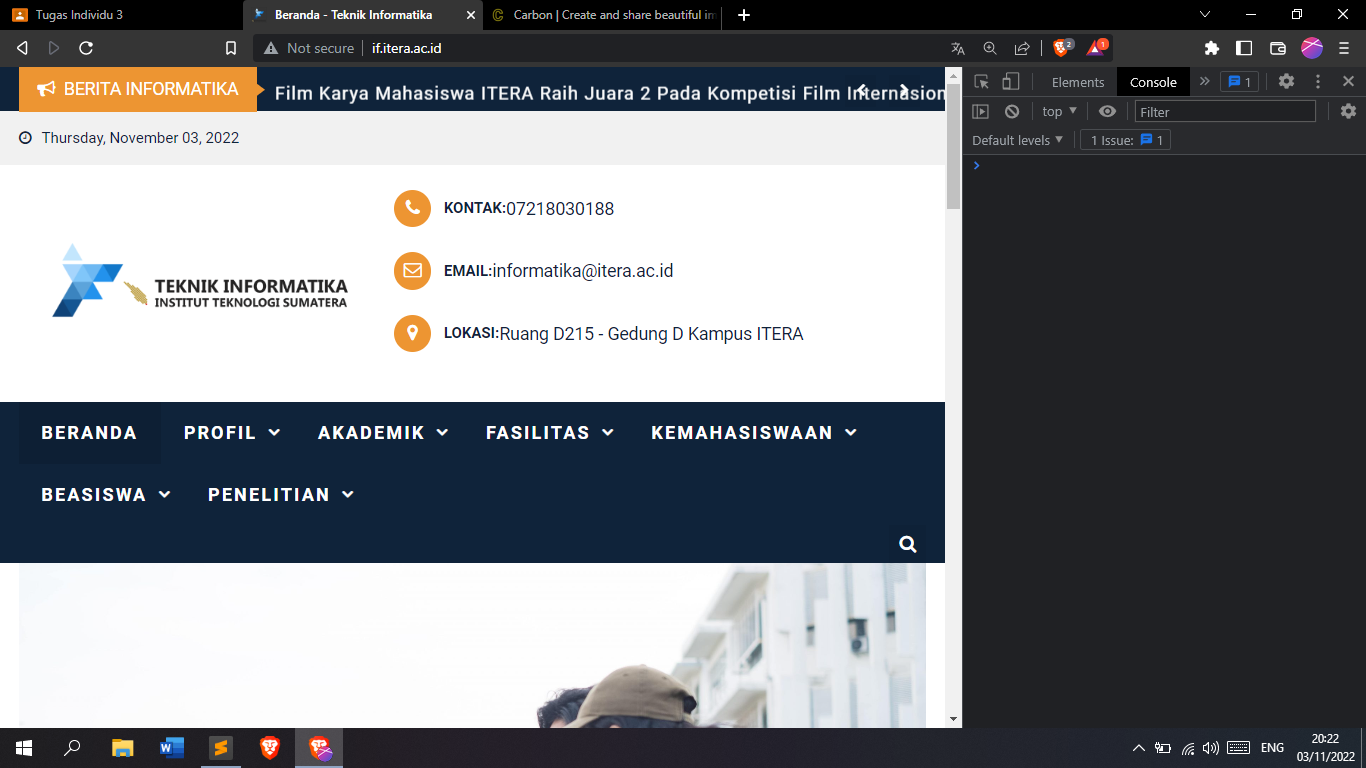 Tugas Individu 3
Beranda - Teknik Informatika
Carbon | Create and share beautiful im
Not secure
if.itera.ac.id
2
1
BERITA INFORMATIKA
Film Karya Mahasiswa ITERA Raih Juara 2 Pada Kompetisi Film Internasion
Thursday, November 03, 2022
KONTAK:07218030188
EMAIL:informatika@itera.ac.id
LOKASI:Ruang D215 - Gedung D Kampus ITERA
TEKNIK INFORMATIKA
INSTITUT TEKNOLOGI SUMATERA
BERANDA
PROFIL
AKADEMIK
FASILITAS
KEMAHASISWAAN
BEASISWA
PENELITIAN
Elements
Console
1
top
Filter
Default levels
1 Issue: 1
ENG
20:22
03/11/2022